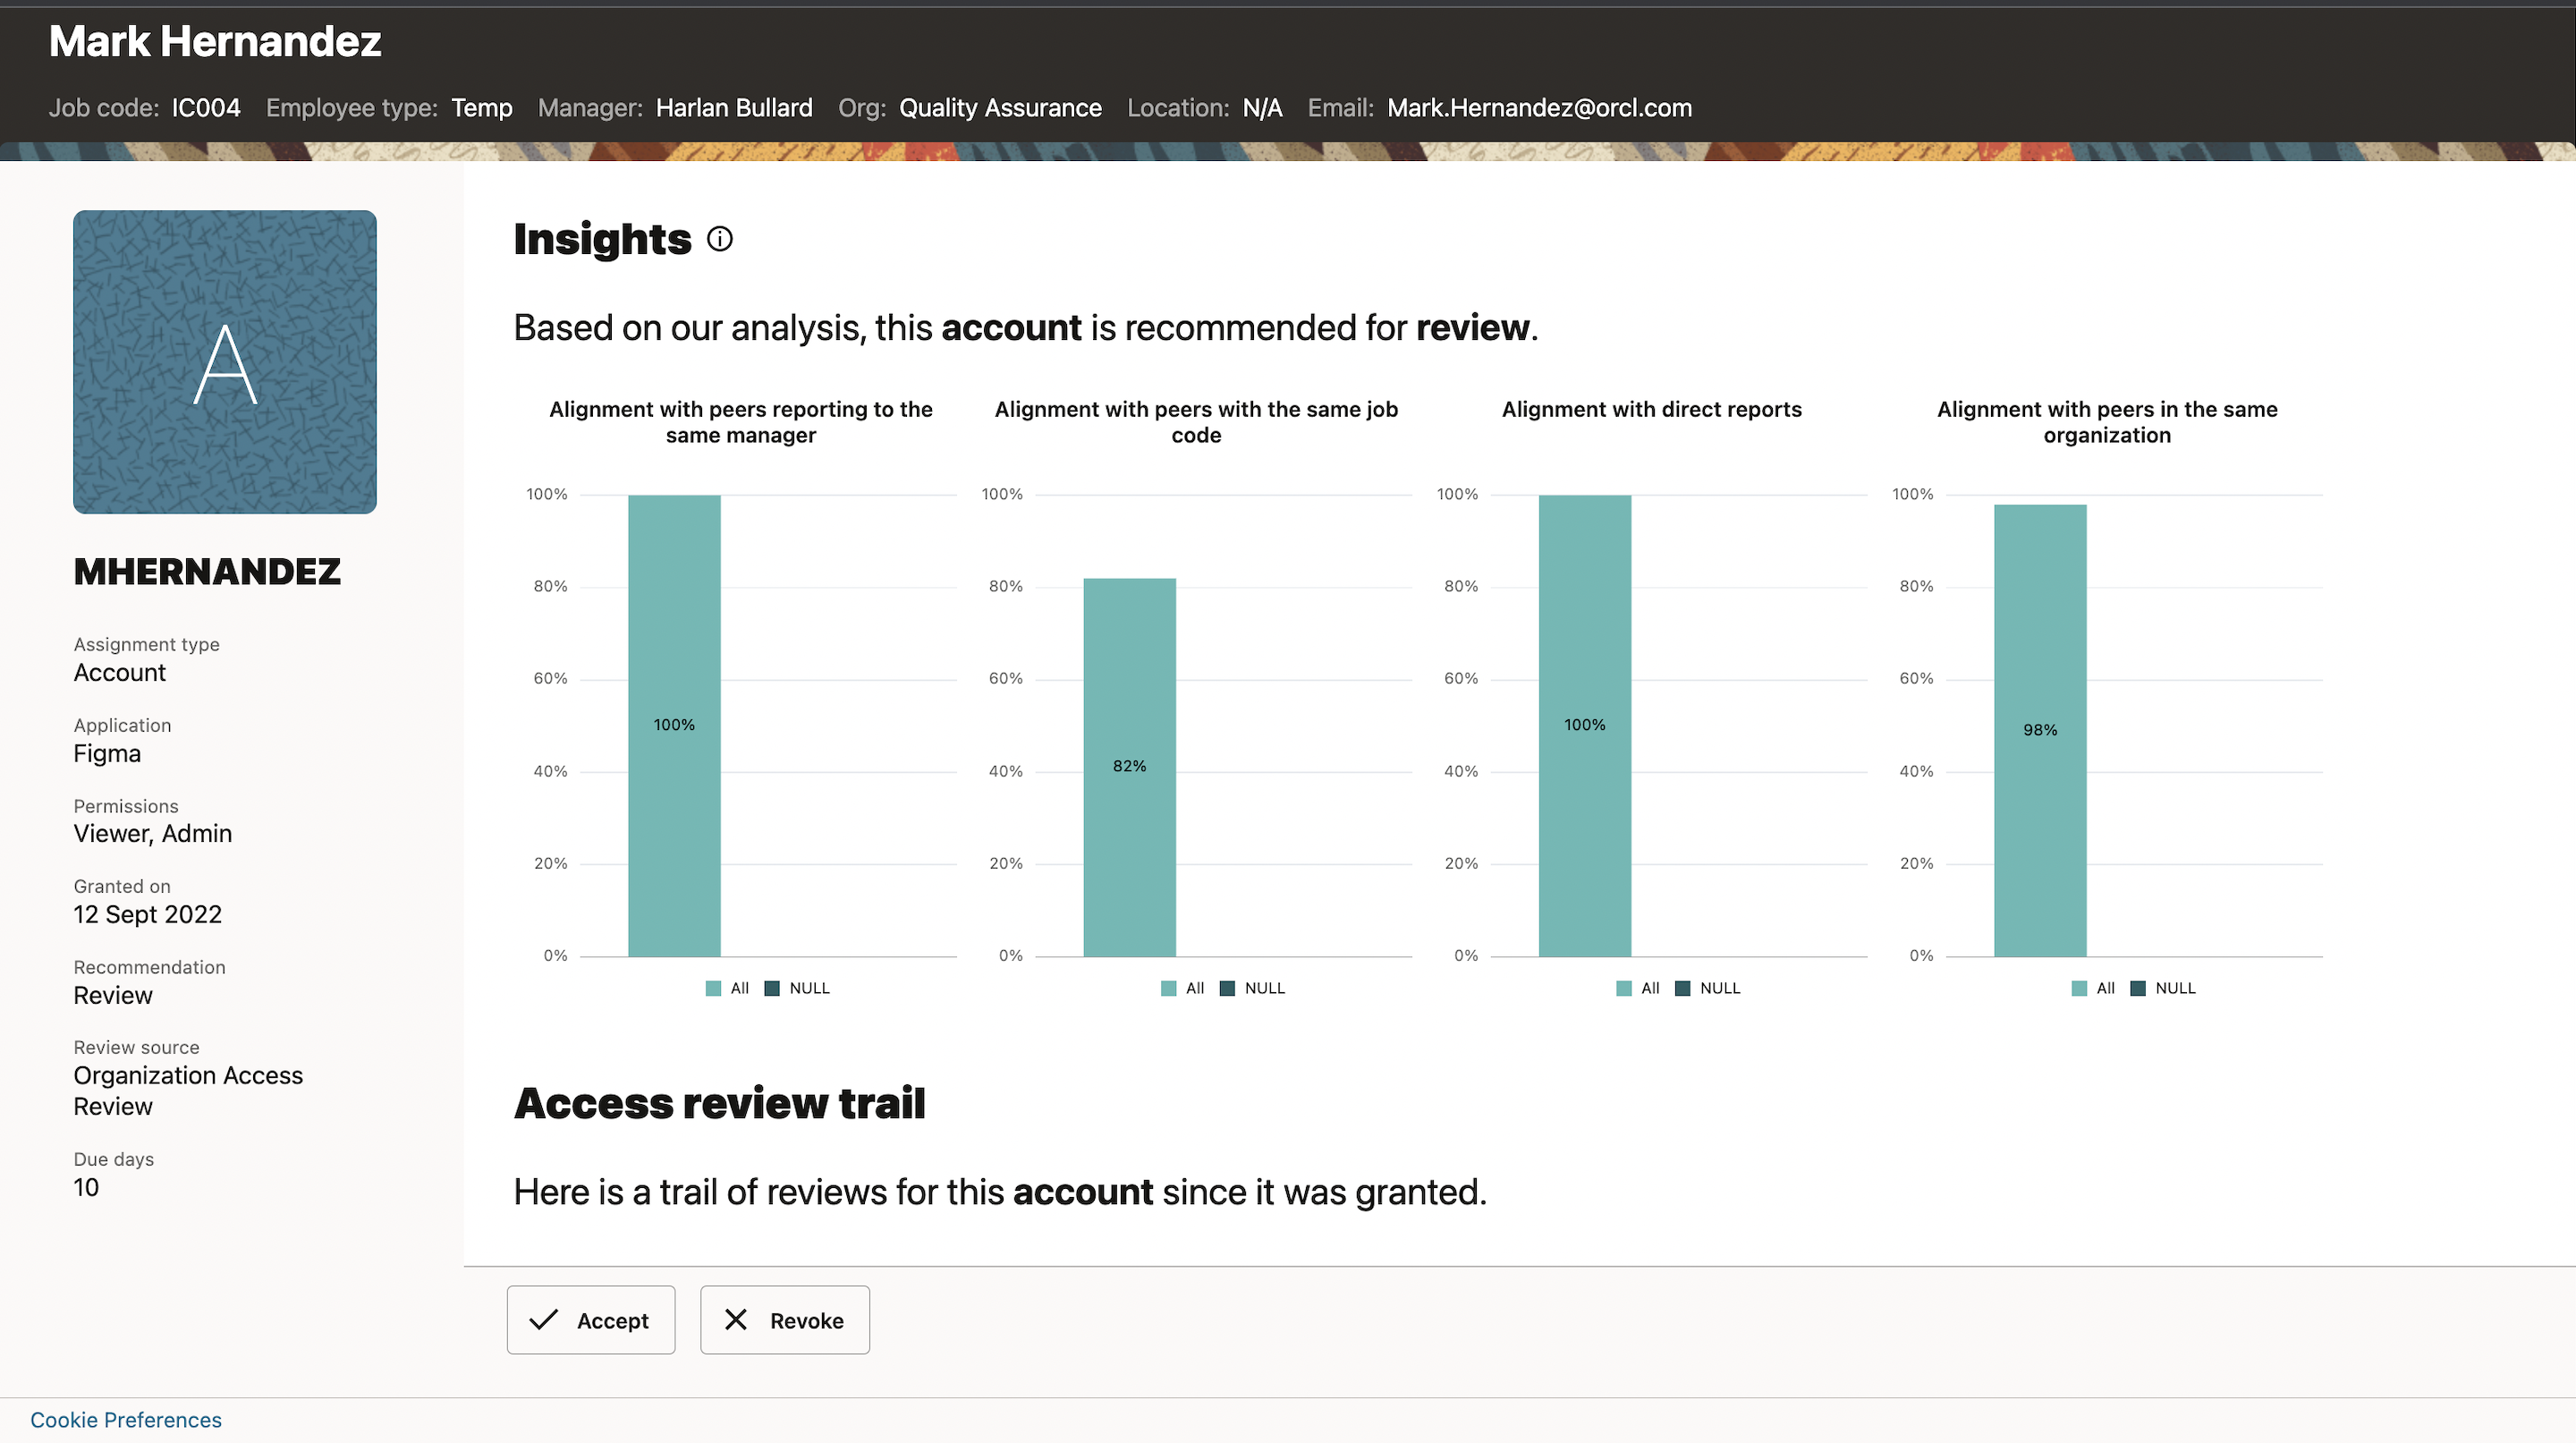 Mark Hernandez
Job code: IC004 Employee type: Temp Manager: Harlan Bullard Org: Quality Assurance Location: N/A Email: Mark.Hernandez@orcl.com
A
MHERNANDEZ
Assignment type
Account
Application
Figma
Permissions
Viewer, Admin
Granted on
12 Sept 2022
Recommendation
Review
Review source
Organization Access
Review
Due days
10
Insights
Based on our analysis, this account is recommended for review.
Alignment with peers reporting to the
same manager
100%
80%
60%
40%
20%
0%
100%
All NULL
Alignment with peers with the same job
code
100%
80%
60%
40%
20%
0%
82%
All NULL
Alignment with direct reports
100%
80%
60%
40%
20%
0%
100%
All NULL
Alignment with peers in the same
organization
100%
80%
60%
40%
20%
0%
98%
All NULL
Access review trail
Here is a trail of reviews for this account since it was granted.
Accept Revoke
Cookie Preferences